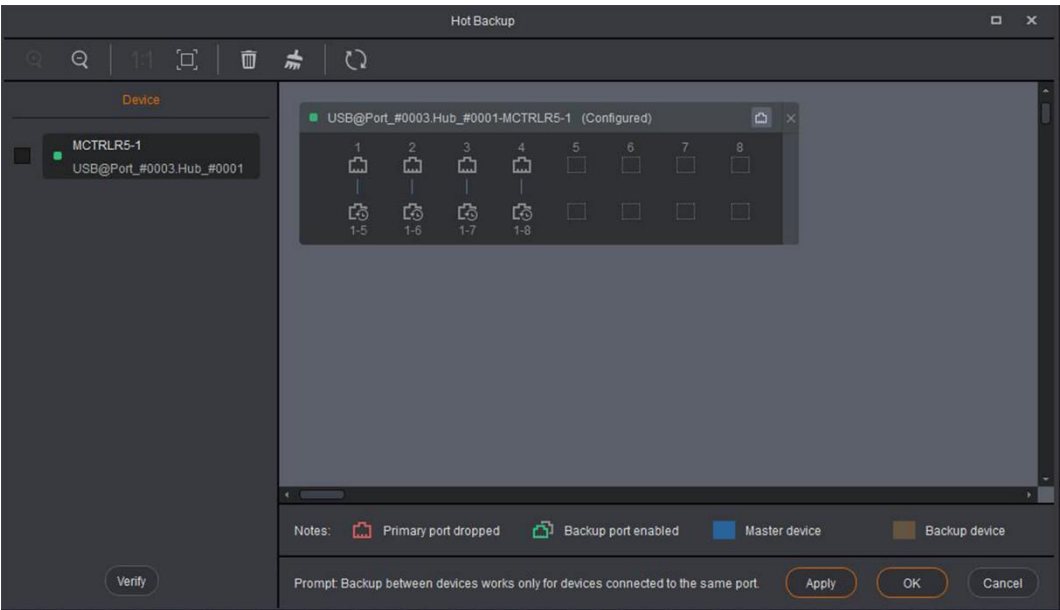 Hot Backup
1:1
Device
MCTRLR5-1
USB@Port_#0003.Hub_#0001
USB@Port_#0003.Hub_#0001-MCTRLR5-1 (Configured)
1 2 3 4 5 6 7 8
1-5 1-6 1-7 1-8
Notes: Primary port dropped Backup port enabled Master device Backup device
Verify
Prompt: Backup between devices works only for devices connected to the same port. Apply OK Cancel